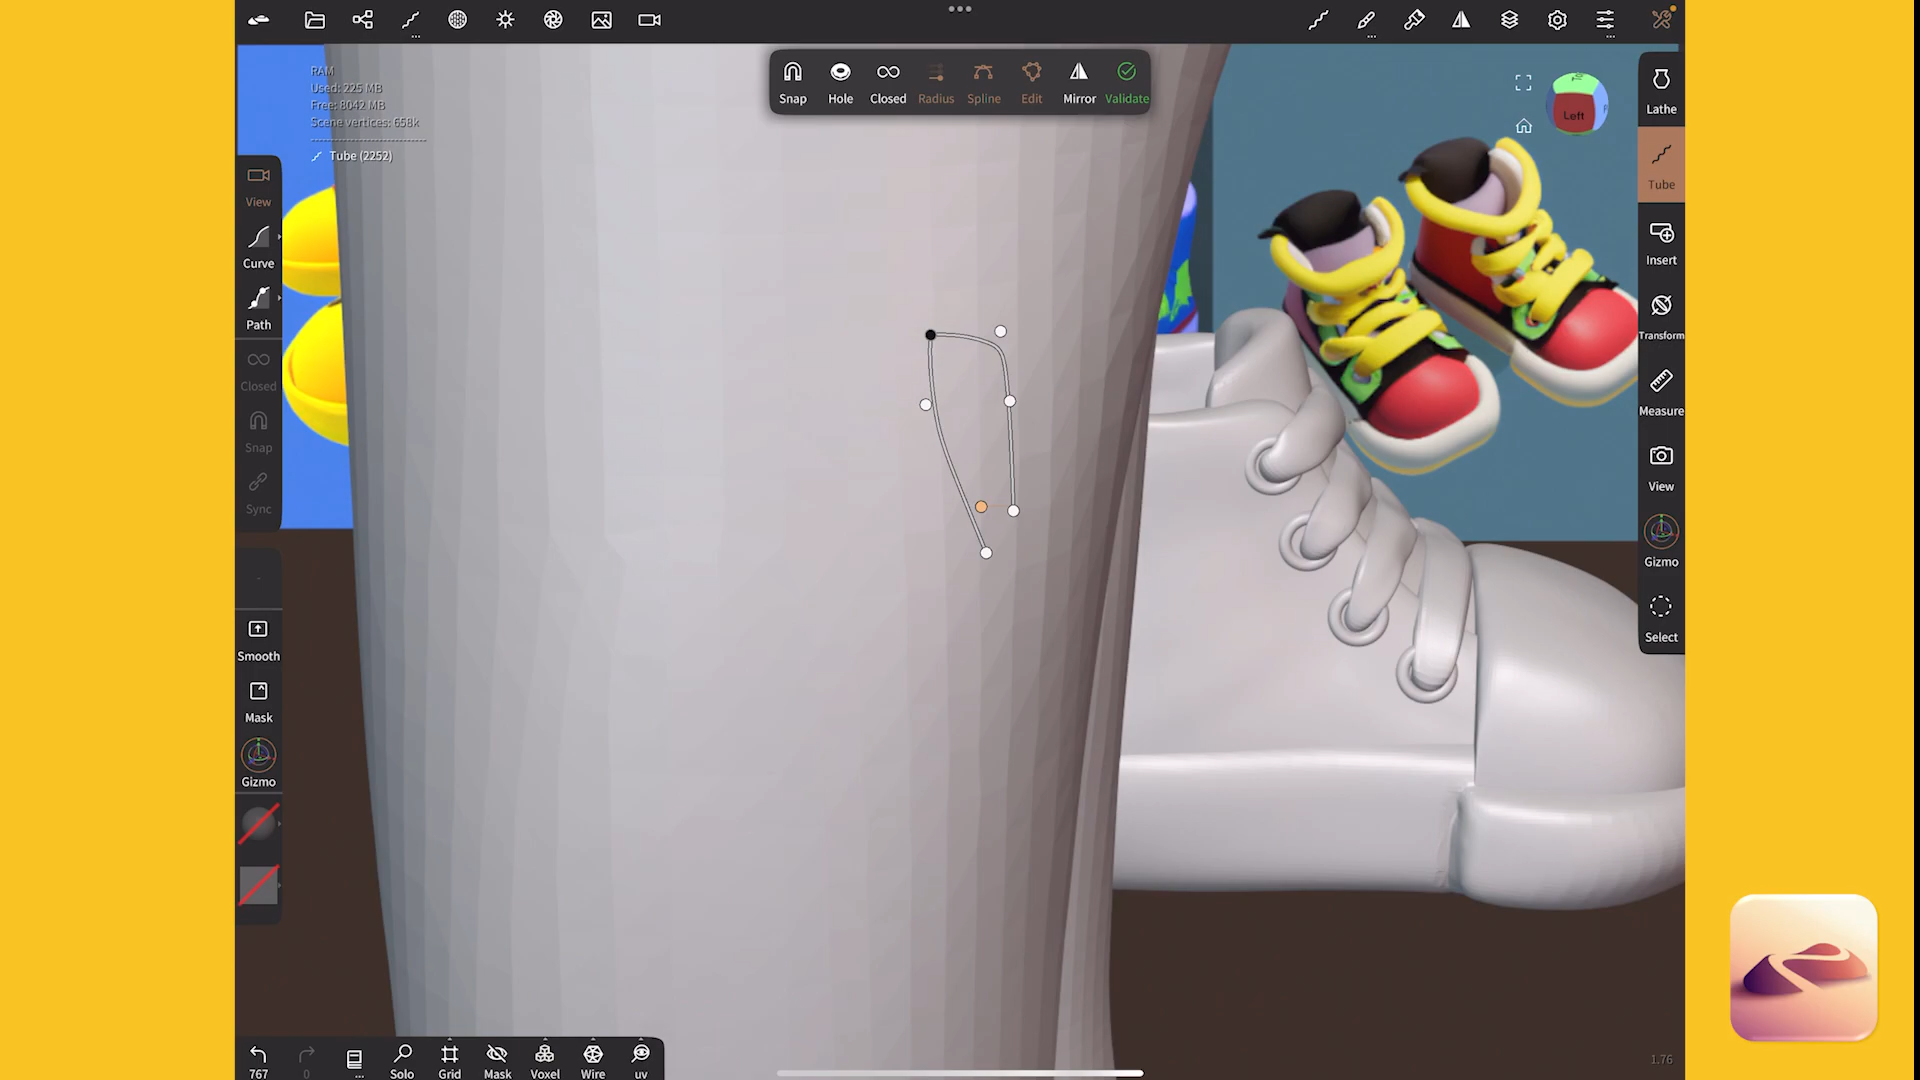 RAM
Used: 225 MB
Free: 8042 MB
Scene vertices: 658k
Tube (2252)
Snap
Hole
Closed
Radius
Spline
Edit
Mirror
Validate
Left
View
Curve
Path
Closed
Snap
Sync
Smooth
Mask
Gizmo
Lathe
Tube
Insert
Transform
Measure
View
Gizmo
Select
767
0
Solo
Grid
Mask
Voxel
Wire
uv
1.76